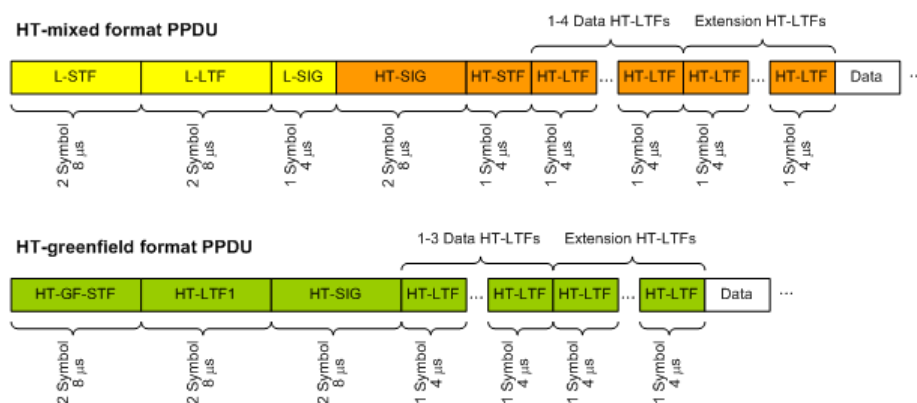 1-4 Data HT-LTFs Extension HT-LTFs
HT-mixed format PPDU
L-STF L-LTF L-SIG HT-SIG HT-STF HT-LTF ... HT-LTF HT-LTF ... HT-LTF Data ...
2 Symbol 8 µs
2 Symbol 8 µs
1 Symbol 4 µs
2 Symbol 8 µs
1 Symbol 4 µs
1 Symbol 4 µs
1 Symbol 4 µs
1 Symbol 4 µs
1 Symbol 4 µs
HT-greenfield format PPDU
1-3 Data HT-LTFs Extension HT-LTFs
HT-GF-STF HT-LTF1 HT-SIG HT-LTF ... HT-LTF HT-LTF ... HT-LTF Data ...
2 Symbol 8 µs
2 Symbol 8 µs
2 Symbol 8 µs
1 Symbol 4 µs
1 Symbol 4 µs
1 Symbol 4 µs
1 Symbol 4 µs